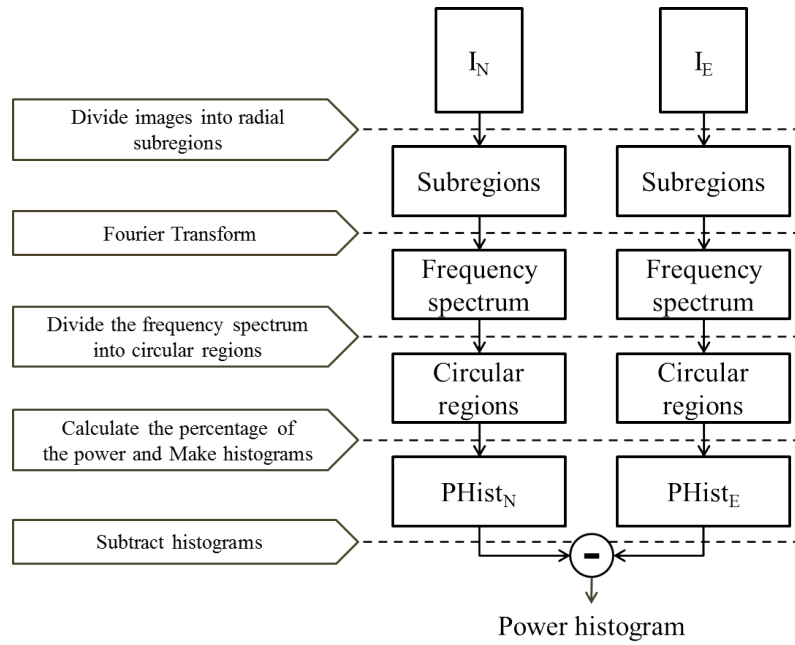 I_N
I_E
Divide images into radial
subregions
Subregions
Subregions
Fourier Transform
Frequency
spectrum
Frequency
spectrum
Divide the frequency spectrum
into circular regions
Circular
regions
Circular
regions
Calculate the percentage of
the power and Make histograms
PHist_N
PHist_E
Subtract histograms
-
Power histogram